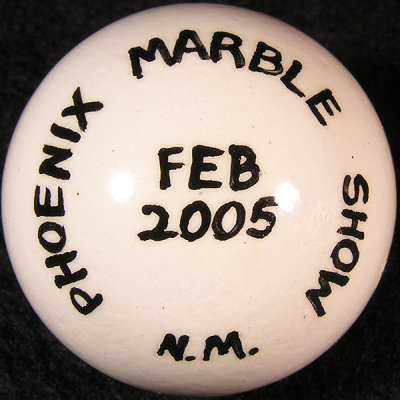 PHOENIX MARBLE SHOW
FEB
2005
N.M.